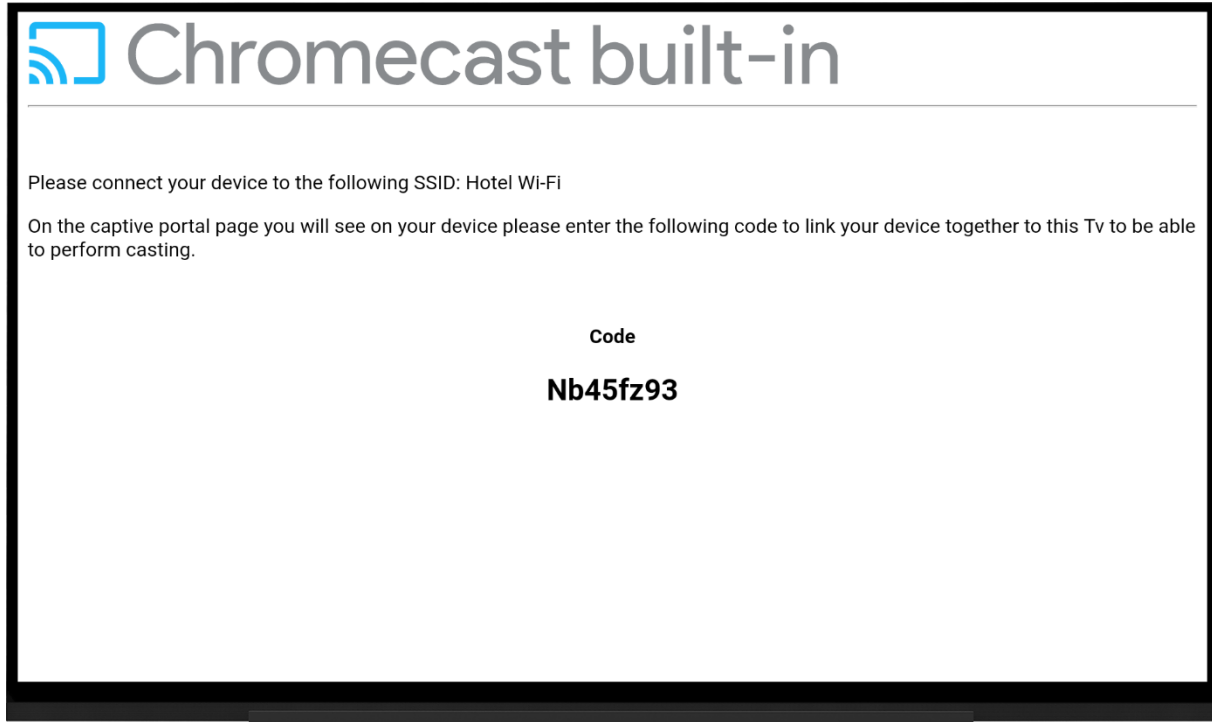 Chromecast built-in
Please connect your device to the following SSID: Hotel Wi-Fi
On the captive portal page you will see on your device please enter the following code to link your device together to this Tv to be able
to perform casting.
Code
Nb45fz93